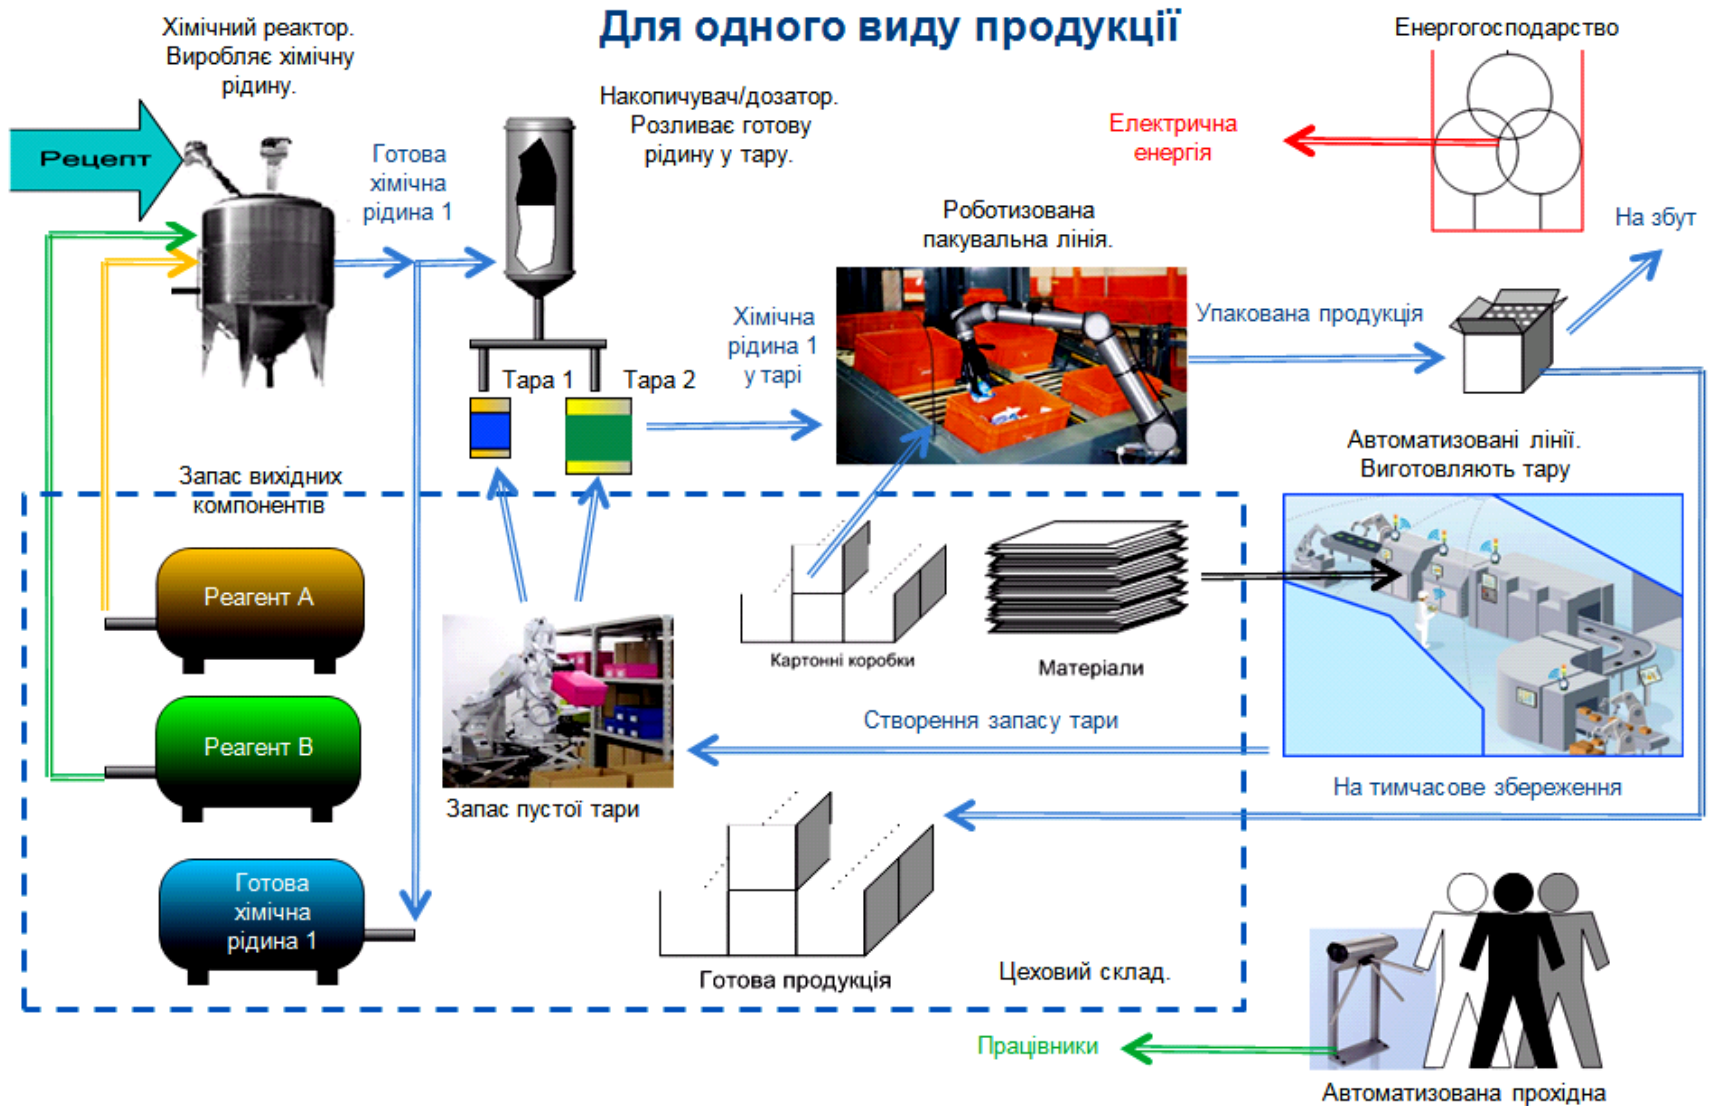 Для одного виду продукції
Хімічний реактор.
Виробляє хімічну
рідину.
Рецепт
Готова
хімічна
рідина 1
Накопичувач/дозатор.
Розливає готову
рідину у тару.
Тара 1
Тара 2
Хімічна
рідина 1
у тарі
Роботизована
пакувальна лінія.
Електрична
енергія
Енергогосподарство
На збут
Упакована продукція
Автоматизовані лінії.
Виготовляють тару
Запас вихідних
компонентів
Реагент А
Реагент В
Готова
хімічна
рідина 1
Запас пустої тари
Картонні коробки
Матеріали
Створення запасу тари
На тимчасове збереження
Готова продукція
Цеховий склад.
Працівники
Автоматизована прохідна